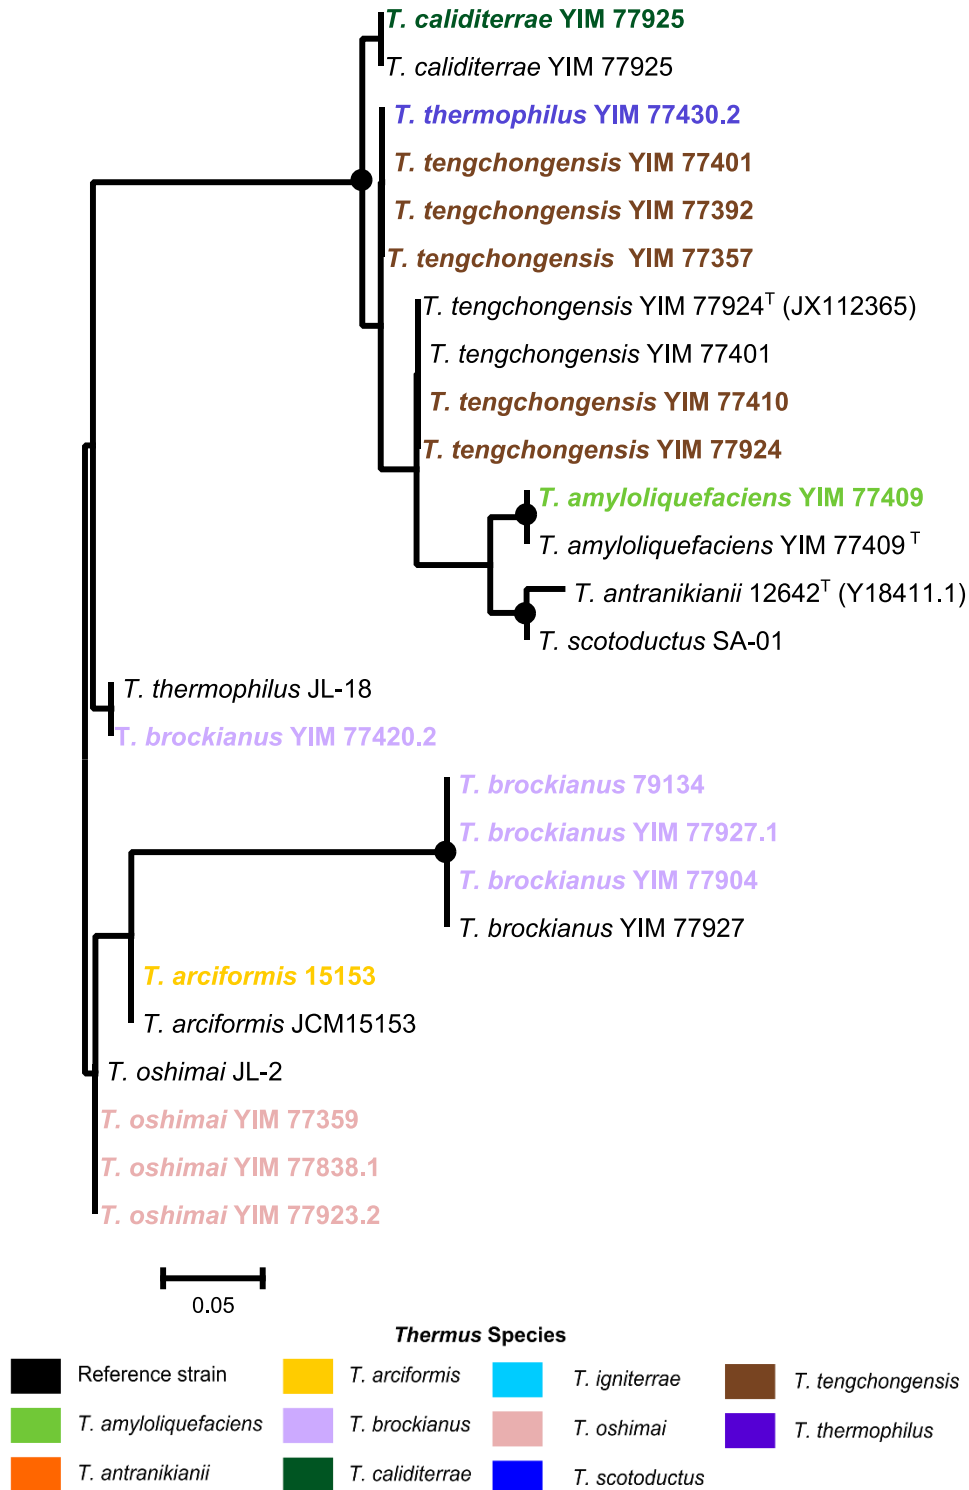 T. caliditerrae YIM 77925
T. caliditerrae YIM 77925
T. thermophilus YIM 77430.2
T. tengchongensis YIM 77401
T. tengchongensis YIM 77392
T. tengchongensis YIM 77357
T. tengchongensis YIM 77924ᵀ (JX112365)
T. tengchongensis YIM 77401
T. tengchongensis YIM 77410
T. tengchongensis YIM 77924
T. amyloliquefaciens YIM 77409
T. amyloliquefaciens YIM 77409 ᵀ
T. antranikianii 12642ᵀ (Y18411.1)
T. scotoductus SA-01
T. thermophilus JL-18
T. brockianus YIM 77420.2
T. brockianus 79134
T. brockianus YIM 77927.1
T. brockianus YIM 77904
T. brockianus YIM 77927
T. arciformis 15153
T. arciformis JCM15153
T. oshimai JL-2
T. oshimai YIM 77359
T. oshimai YIM 77838.1
T. oshimai YIM 77923.2
0.05
Thermus Species
Reference strain
T. amyloliquefaciens
T. antranikianii
T. arciformis
T. brockianus
T. caliditerrae
T. igniterrae
T. oshimai
T. scotoductus
T. tengchongensis
T. thermophilus